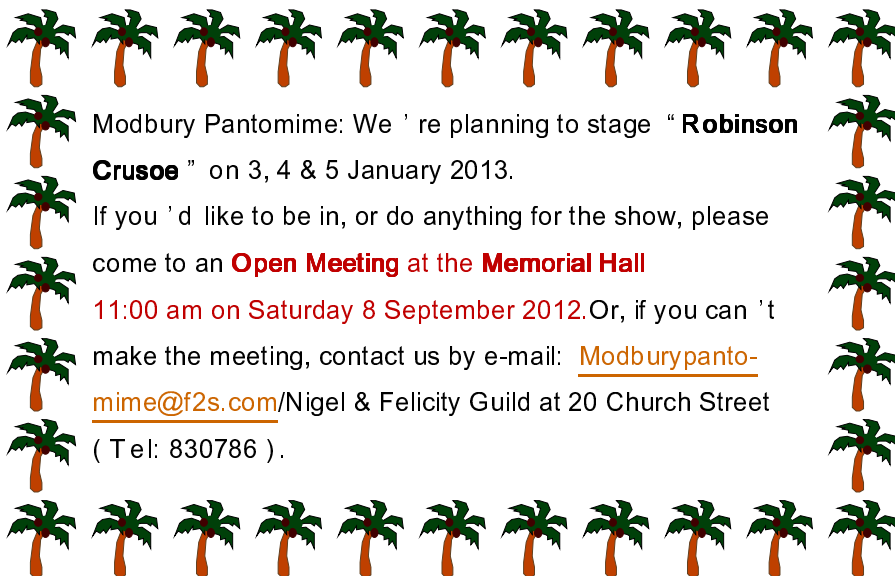 Modbury Pantomime: We ’ re planning to stage “ Robinson
Crusoe ” on 3, 4 & 5 January 2013.
If you ’d like to be in, or do anything for the show, please
come to an Open Meeting at the Memorial Hall
11:00 am on Saturday 8 September 2012.Or, if you can ’t
make the meeting, contact us by e-mail: Modburypanto-
mime@f2s.com/Nigel & Felicity Guild at 20 Church Street
( Tel: 830786 ).